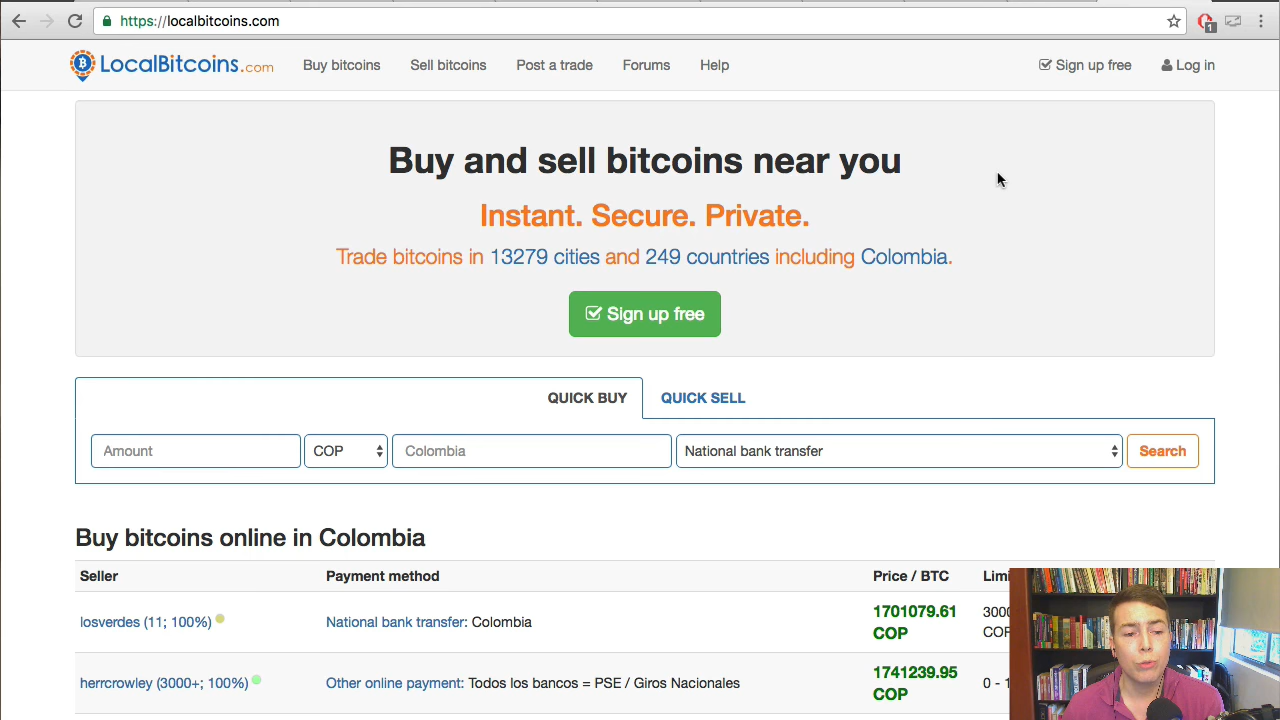 https://localbitcoins.com
1
LocalBitcoins.com Buy bitcoins Sell bitcoins Post a trade Forums Help Sign up free Log in
Buy and sell bitcoins near you
Instant. Secure. Private.
Trade bitcoins in 13279 cities and 249 countries including Colombia.
Sign up free
QUICK BUY QUICK SELL
Amount COP Colombia National bank transfer Search
Buy bitcoins online in Colombia
Seller Payment method Price / BTC
losverdes (11; 100%) National bank transfer: Colombia 1701079.61 COP
herrcrowley (3000+; 100%) Other online payment: Todos los bancos = PSE / Giros Nacionales 1741239.95 COP